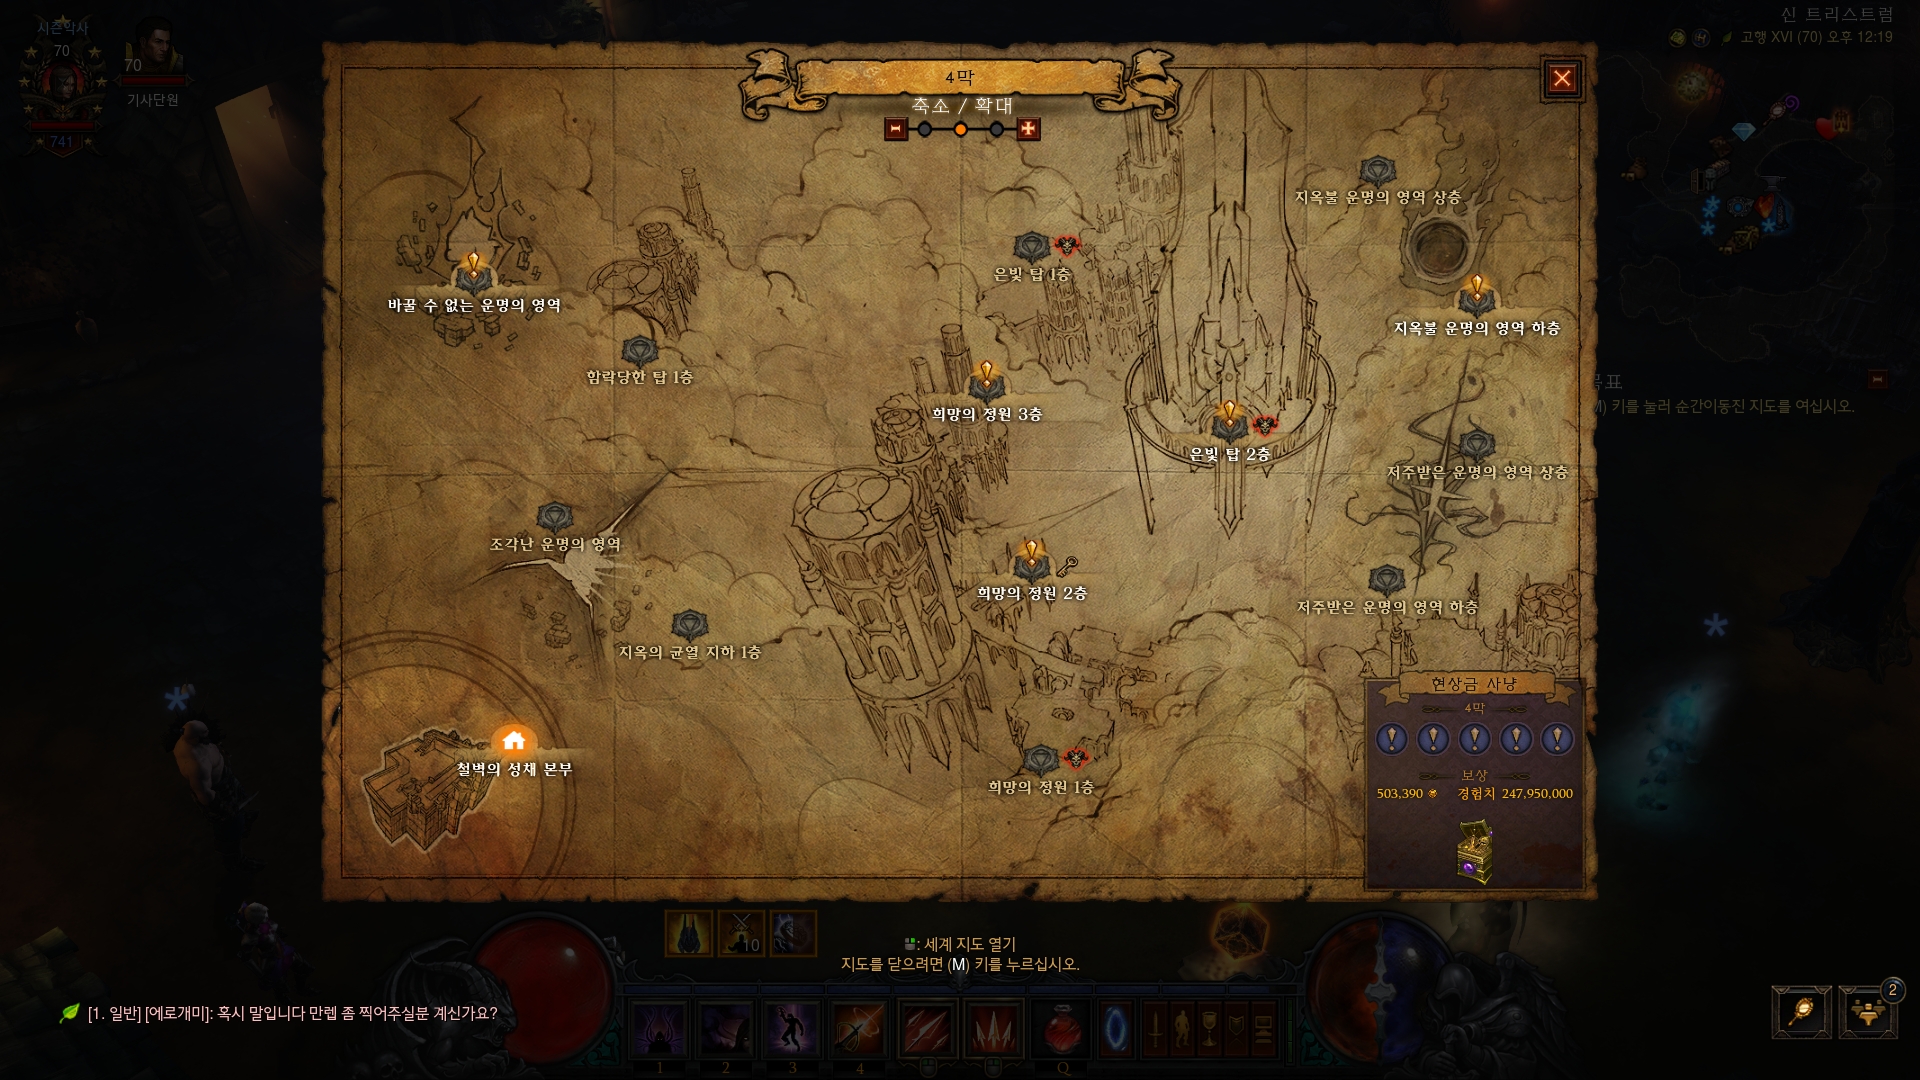 시즌악사
70
741
70
기사단원
신 트리스트럼
고행 XVI (70) 오후 12:19
4막
축소 / 확대
지옥불 운명의 영역 상층
은빛 탑 1층
바꿀 수 없는 운명의 영역
지옥불 운명의 영역 하층
함락당한 탑 1층
희망의 정원 3층
키를 눌러 순간이동진 지도를 여십시오.
은빛 탑 2층
저주받은 운명의 영역 상층
조각난 운명의 영역
희망의 정원 2층
저주받은 운명의 영역 하층
지옥의 균열 지하 1층
철벽의 성채 본부
희망의 정원 1층
현상금 사냥
4막
보상
503,390 경험치 247,950,000
10
: 세계 지도 열기
지도를 닫으려면 (M) 키를 누르십시오.
[1. 일반] [에로개미]: 혹시 말입니다 만렙 좀 찍어주실분 계신가요?
2
1 2 3 4 Q